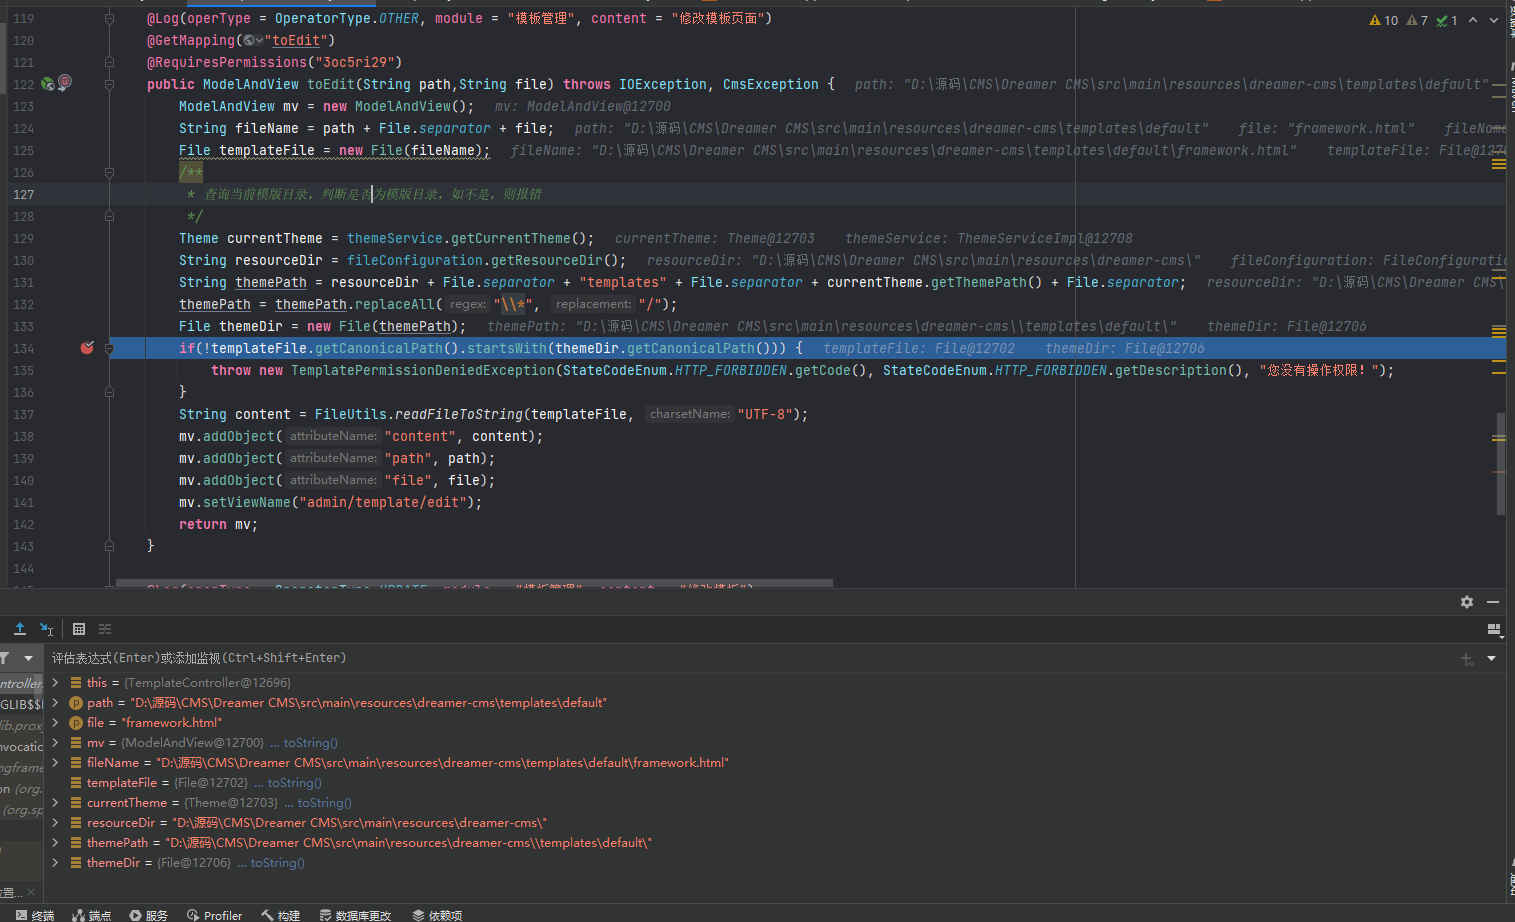 119 @Log(operType = OperatorType.OTHER, module = "模板管理", content = "修改模板页面")
10 7 1
120 @GetMapping("toEdit")
121 @RequiresPermissions("3oc5ri29")
122 public ModelAndView toEdit(String path,String file) throws IOException, CmsException { path: "D:\源码\CMS\Dreamer CMS\src\main\resources\dreamer-cms\templates\default"
123 ModelAndView mv = new ModelAndView(); mv: ModelAndView@12700
124 String fileName = path + File.separator + file; path: "D:\源码\CMS\Dreamer CMS\src\main\resources\dreamer-cms\templates\default" file: "framework.html" fileName
125 File templateFile = new File(fileName); fileName: "D:\源码\CMS\Dreamer CMS\src\main\resources\dreamer-cms\templates\default\framework.html" templateFile: File@1270
126 /**
127 * 查询当前模版目录，判断是否为模版目录，如不是，则报错
128 */
129 Theme currentTheme = themeService.getCurrentTheme(); currentTheme: Theme@12703 themeService: ThemeServiceImpl@12708
130 String resourceDir = fileConfiguration.getResourceDir(); resourceDir: "D:\源码\CMS\Dreamer CMS\src\main\resources\dreamer-cms\" fileConfiguration: FileConfiguratio
131 String themePath = resourceDir + File.separator + "templates" + File.separator + currentTheme.getThemePath() + File.separator; resourceDir: "D:\源码\CMS\Dreamer CMS\
132 themePath = themePath.replaceAll( regex: "\\*", replacement: "/");
133 File themeDir = new File(themePath); themePath: "D:\源码\CMS\Dreamer CMS\src\main\resources\dreamer-cms\\templates\default\" themeDir: File@12706
134 if(!templateFile.getCanonicalPath().startsWith(themeDir.getCanonicalPath())) { templateFile: File@12702 themeDir: File@12706
135 throw new TemplatePermissionDeniedException(StateCodeEnum.HTTP_FORBIDDEN.getCode(), StateCodeEnum.HTTP_FORBIDDEN.getDescription(), "您没有操作权限！");
136 }
137 String content = FileUtils.readFileToString(templateFile, charsetName: "UTF-8");
138 mv.addObject( attributeName: "content", content);
139 mv.addObject( attributeName: "path", path);
140 mv.addObject( attributeName: "file", file);
141 mv.setViewName("admin/template/edit");
142 return mv;
143 }
144
评估表达式(Enter)或添加监视(Ctrl+Shift+Enter)
ntroller
this = {TemplateController@12696}
GLIB$$
path = "D:\源码\CMS\Dreamer CMS\src\main\resources\dreamer-cms\templates\default"
lib.prox
file = "framework.html"
nvocatio
mv = {ModelAndView@12700} ... toString()
ngframe
fileName = "D:\源码\CMS\Dreamer CMS\src\main\resources\dreamer-cms\templates\default\framework.html"
on (org.
templateFile = {File@12702} ... toString()
(org.sp
currentTheme = {Theme@12703} ... toString()
resourceDir = "D:\源码\CMS\Dreamer CMS\src\main\resources\dreamer-cms\"
themePath = "D:\源码\CMS\Dreamer CMS\src\main\resources\dreamer-cms\\templates\default\"
themeDir = {File@12706} ... toString()
终端 端点 服务 Profiler 构建 数据库更改 依赖项